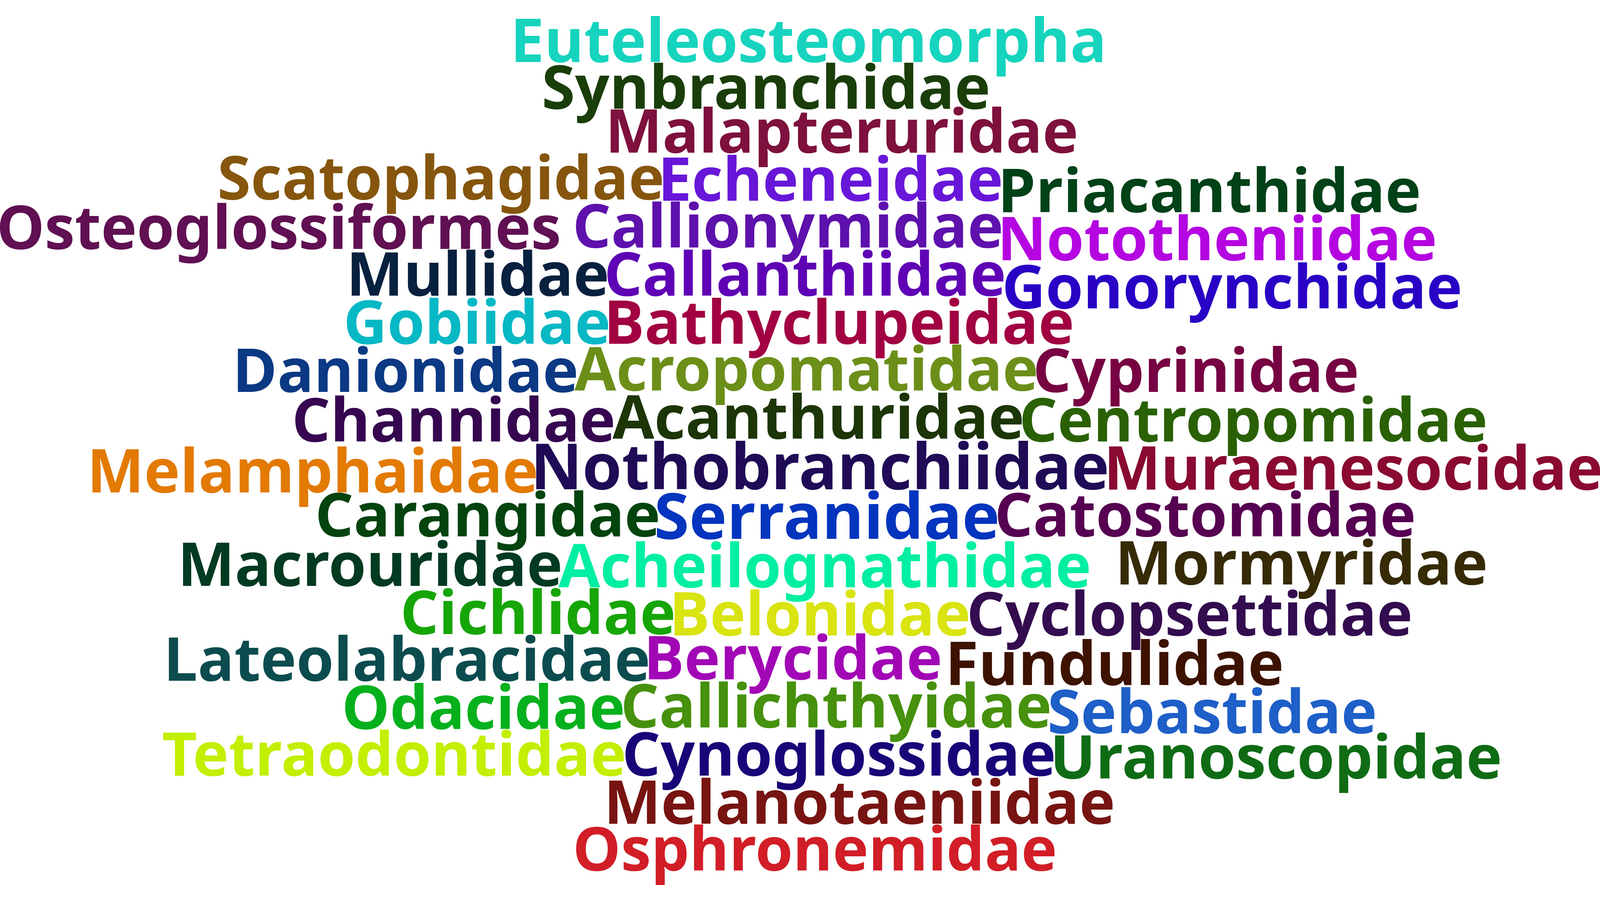 Euteleosteomorpha
Synbranchidae
Malapteruridae
Scatophagidae Echeneidae Priacanthidae
Osteoglossiformes Callionymidae Nototheniidae
Mullidae Callanthiidae Gonorynchidae
Gobiidae Bathyclupeidae
Danionidae Acropomatidae Cyprinidae
Channidae Acanthuridae Centropomidae
Melamphaidae Nothobranchiidae Muraenesocidae
Carangidae Serranidae Catostomidae
Macrouridae Acheilognathidae Mormyridae
Cichlidae Belonidae Cyclopsettidae
Lateolabracidae Berycidae Fundulidae
Odacidae Callichthyidae Sebastidae
Tetraodontidae Cynoglossidae Uranoscopidae
Melanotaeniidae
Osphronemidae